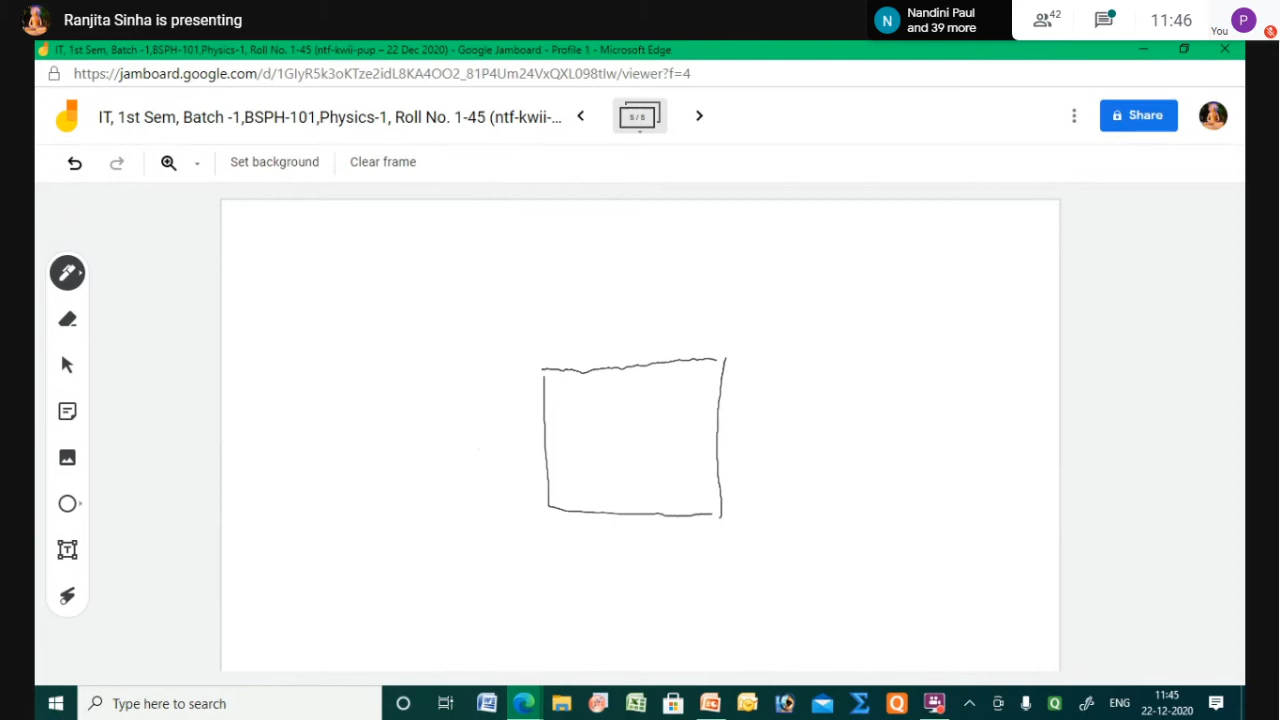 Ranjita Sinha is presenting
N
Nandini Paul
and 39 more
42
11:46
P
You
IT, 1st Sem, Batch -1,BSPH-101,Physics-1, Roll No. 1-45 (ntf-kwii-pup – 22 Dec 2020) - Google Jamboard - Profile 1 - Microsoft Edge
https://jamboard.google.com/d/1GIyR5k3oKTze2idL8KA4OO2_81P4Um24VxQXL098tIw/viewer?f=4
IT, 1st Sem, Batch -1,BSPH-101,Physics-1, Roll No. 1-45 (ntf-kwii-...
5 / 5
Share
Set background
Clear frame
Type here to search
ENG
11:45
22-12-2020